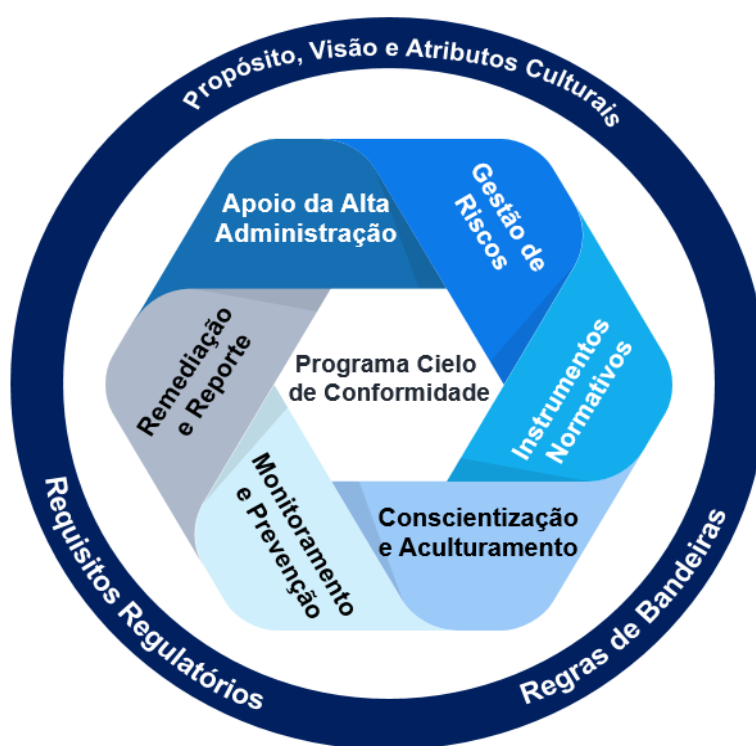 Propósito, Visão e Atributos Culturais
Apoio da Alta
Administração
Gestão de
Riscos
Instrumentos
Normativos
Conscientização
e Aculturamento
Monitoramento
e Prevenção
Remediação
e Reporte
Programa Cielo
de Conformidade
Requisitos Regulatórios
Regras de Bandeiras